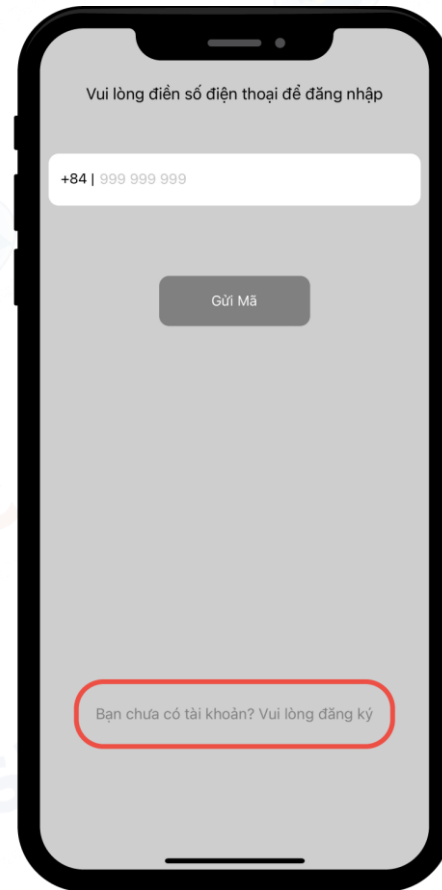 Vui lòng điền số điện thoại để đăng nhập
+84 | 999 999 999
Gửi Mã
Bạn chưa có tài khoản? Vui lòng đăng ký